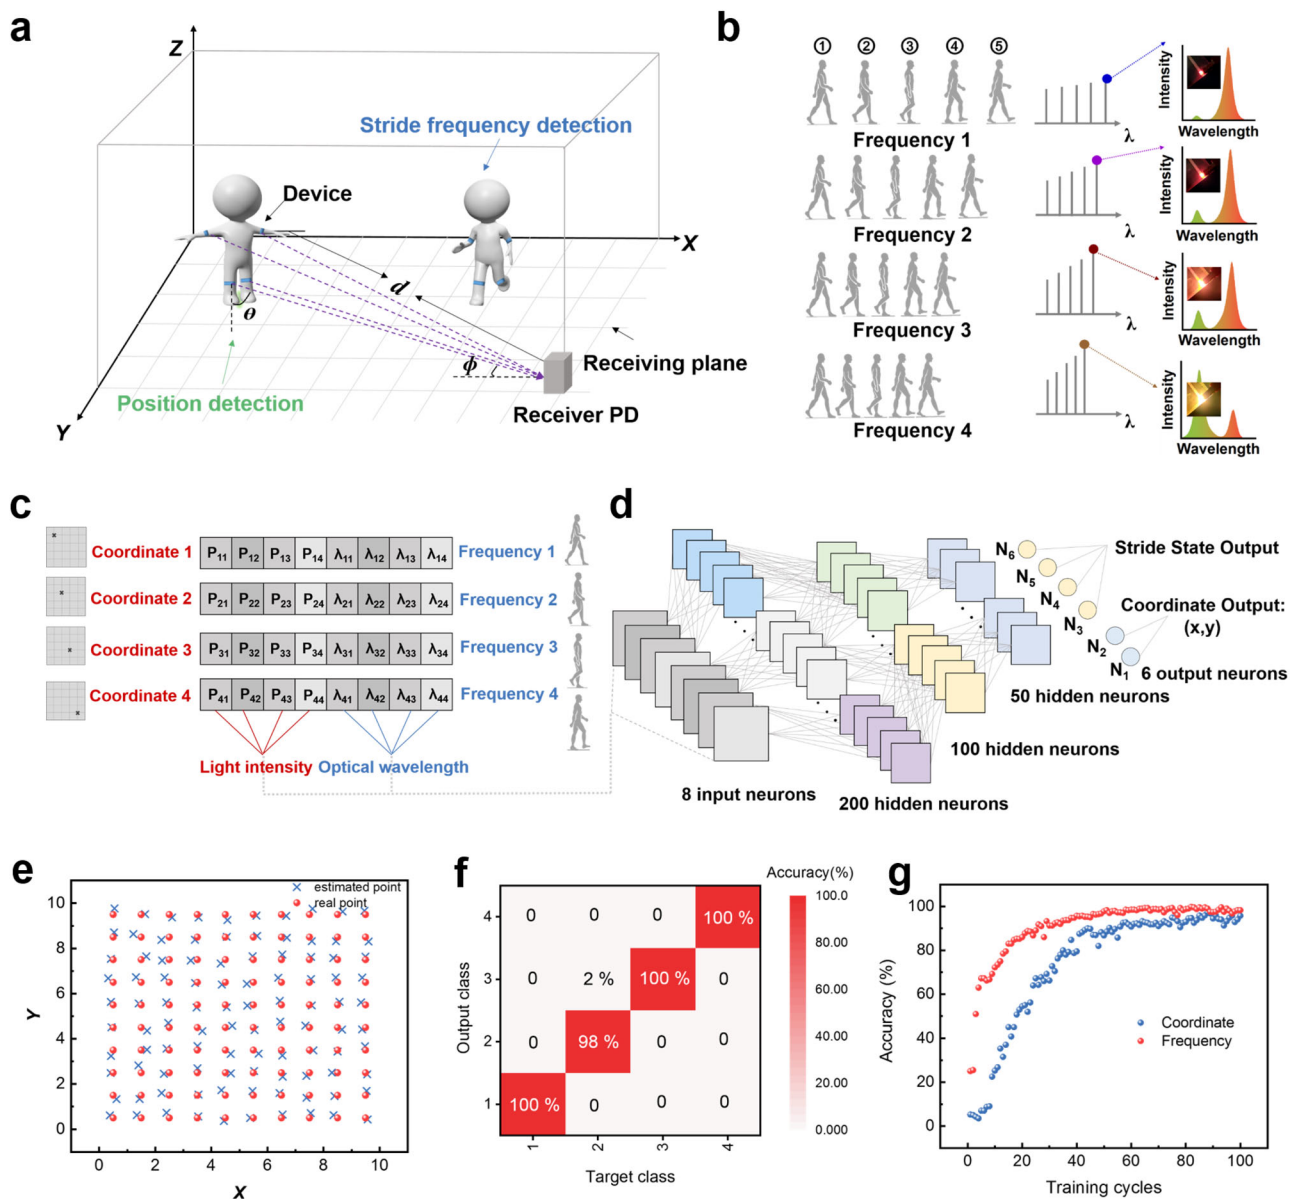 a
Z
Stride frequency detection
Device
X
d
θ
ϕ
Receiving plane
Position detection
Receiver PD
Y
b
① ② ③ ④ ⑤
Frequency 1
λ
Intensity
Wavelength
Frequency 2
λ
Intensity
Wavelength
Frequency 3
λ
Intensity
Wavelength
Frequency 4
λ
Intensity
Wavelength
c
Coordinate 1 P11 P12 P13 P14 λ11 λ12 λ13 λ14 Frequency 1
Coordinate 2 P21 P22 P23 P24 λ21 λ22 λ23 λ24 Frequency 2
Coordinate 3 P31 P32 P33 P34 λ31 λ32 λ33 λ34 Frequency 3
Coordinate 4 P41 P42 P43 P44 λ41 λ42 λ43 λ44 Frequency 4
Light intensity Optical wavelength
d
N6
N5
N4
N3
N2
N1
Stride State Output
Coordinate Output:
(x,y)
6 output neurons
50 hidden neurons
100 hidden neurons
200 hidden neurons
8 input neurons
e
estimated point
real point
10
8
6
4
2
0
Y
0 2 4 6 8 10
X
f
Accuracy(%)
4 0 0 0 100 %
3 0 2 % 100 % 0
2 0 98 % 0 0
1 100 % 0 0 0
Output class
1 2 3 4
Target class
100.0
80.00
60.00
40.00
20.00
0.000
g
100
80
60
40
20
0
Accuracy (%)
Coordinate
Frequency
0 20 40 60 80 100
Training cycles